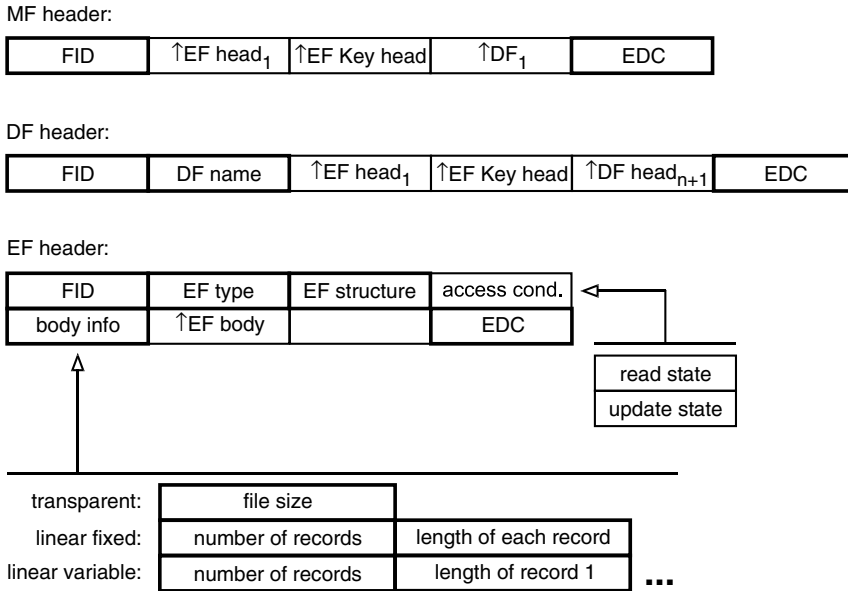 MF header:
FID ↑EF head₁ ↑EF Key head ↑DF₁ EDC
DF header:
FID DF name ↑EF head₁ ↑EF Key head ↑DF headₙ₊₁ EDC
EF header:
FID EF type EF structure access cond.
body info ↑EF body EDC
read state
update state
transparent: file size
linear fixed: number of records length of each record
linear variable: number of records length of record 1 ...